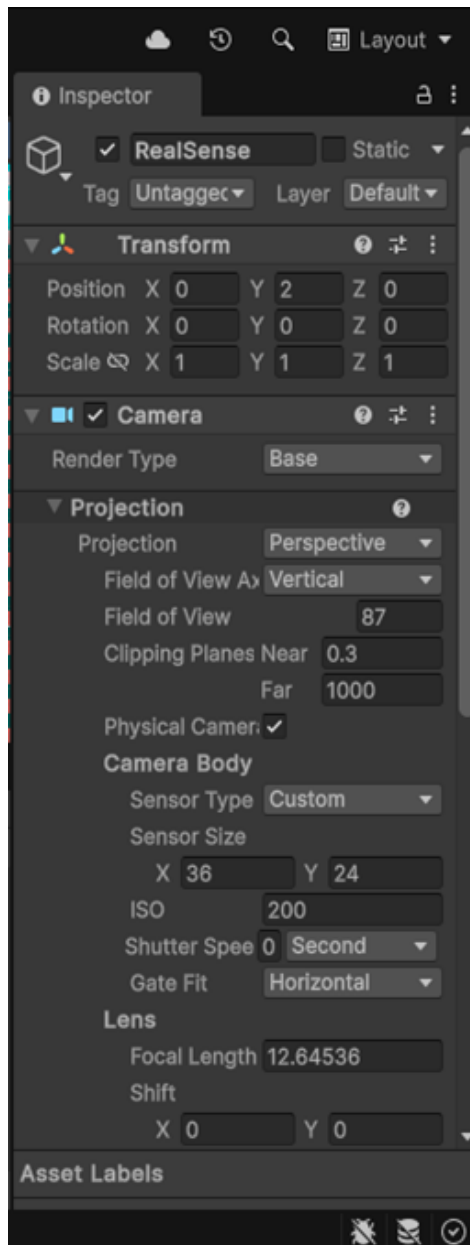 Layout
Inspector
RealSense Static
Tag Untaggec Layer Default
Transform
Position X 0 Y 2 Z 0
Rotation X 0 Y 0 Z 0
Scale X 1 Y 1 Z 1
Camera
Render Type Base
Projection
Projection Perspective
Field of View Ax Vertical
Field of View 87
Clipping Planes Near 0.3
Far 1000
Physical Camera
Camera Body
Sensor Type Custom
Sensor Size
X 36 Y 24
ISO 200
Shutter Spee 0 Second
Gate Fit Horizontal
Lens
Focal Length 12.64536
Shift
X 0 Y 0
Asset Labels